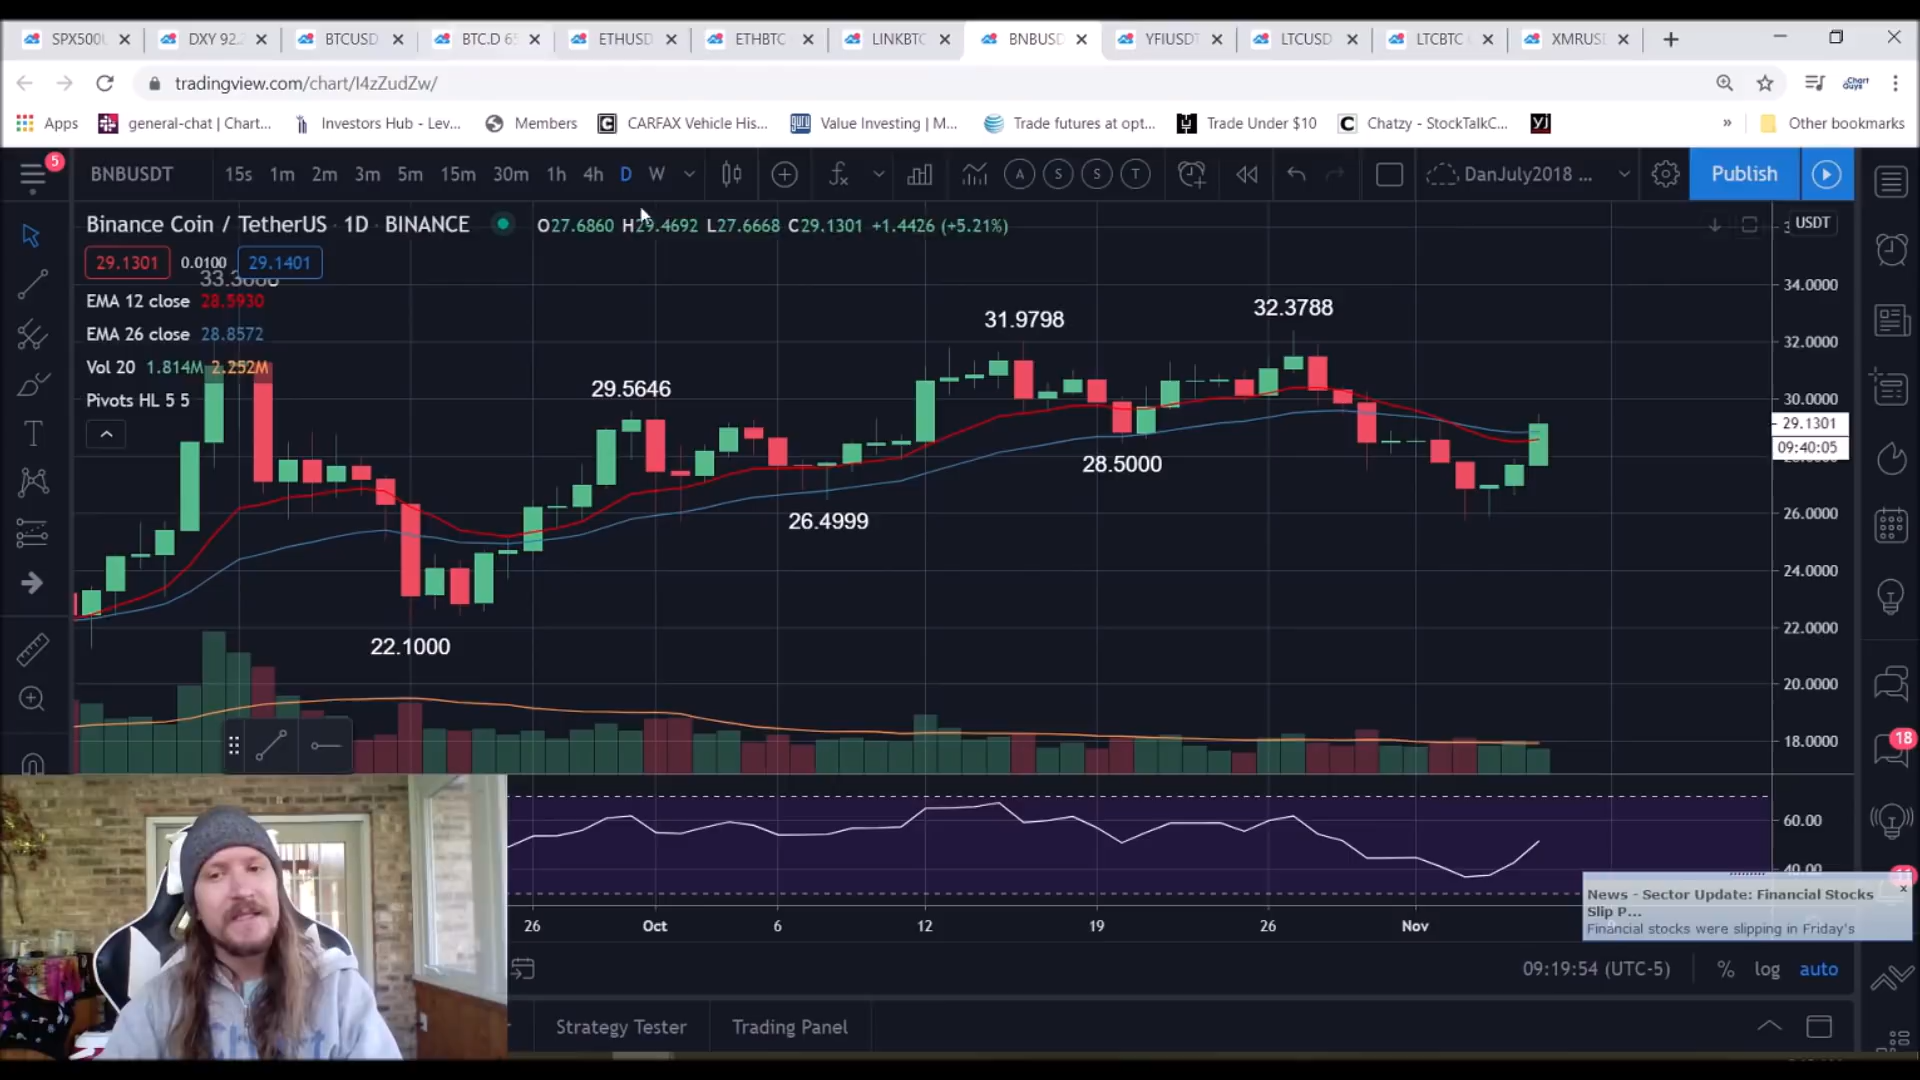 SPX500U DXY 92.2 BTCUSD BTC.D 65 ETHUSD ETHBTC LINKBTC BNBUSD YFIUSDT LTCUSD LTCBTC XMRUSD
tradingview.com/chart/I4zZudZw/
Apps general-chat | Chart... Investors Hub - Lev... Members CARFAX Vehicle His... Value Investing | M... Trade futures at opt... Trade Under $10 Chatzy - StockTalkC... » Other bookmarks
5 BNBUSDT 15s 1m 2m 3m 5m 15m 30m 1h 4h D W A S S T DanJuly2018 ... Publish
Binance Coin / TetherUS · 1D · BINANCE O27.6860 H29.4692 L27.6668 C29.1301 +1.4426 (+5.21%) USDT
29.1301 0.0100 29.1401
EMA 12 close 28.5930
EMA 26 close 28.8572
Vol 20 1.814M 2.252M
Pivots HL 5 5
29.5646
31.9798
32.3788
28.5000
26.4999
22.1000
34.0000
32.0000
30.0000
29.1301
09:40:05
26.0000
24.0000
22.0000
20.0000
18.0000
18
60.00
40.00
News - Sector Update: Financial Stocks
Slip P...
Financial stocks were slipping in Friday's
26 Oct 6 12 19 26 Nov
09:19:54 (UTC-5) % log auto
Strategy Tester Trading Panel